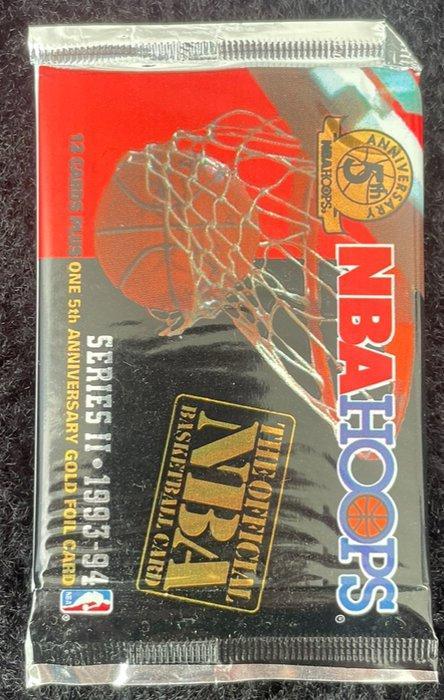 5th
ANNIVERSARY
NBA HOOPS
NBA HOOPS
©
THE OFFICIAL
NBA
BASKETBALL CARD
SERIES II • 1993-94
12 CARDS PLUS ONE 5th ANNIVERSARY GOLD FOIL CARD
NBA
®